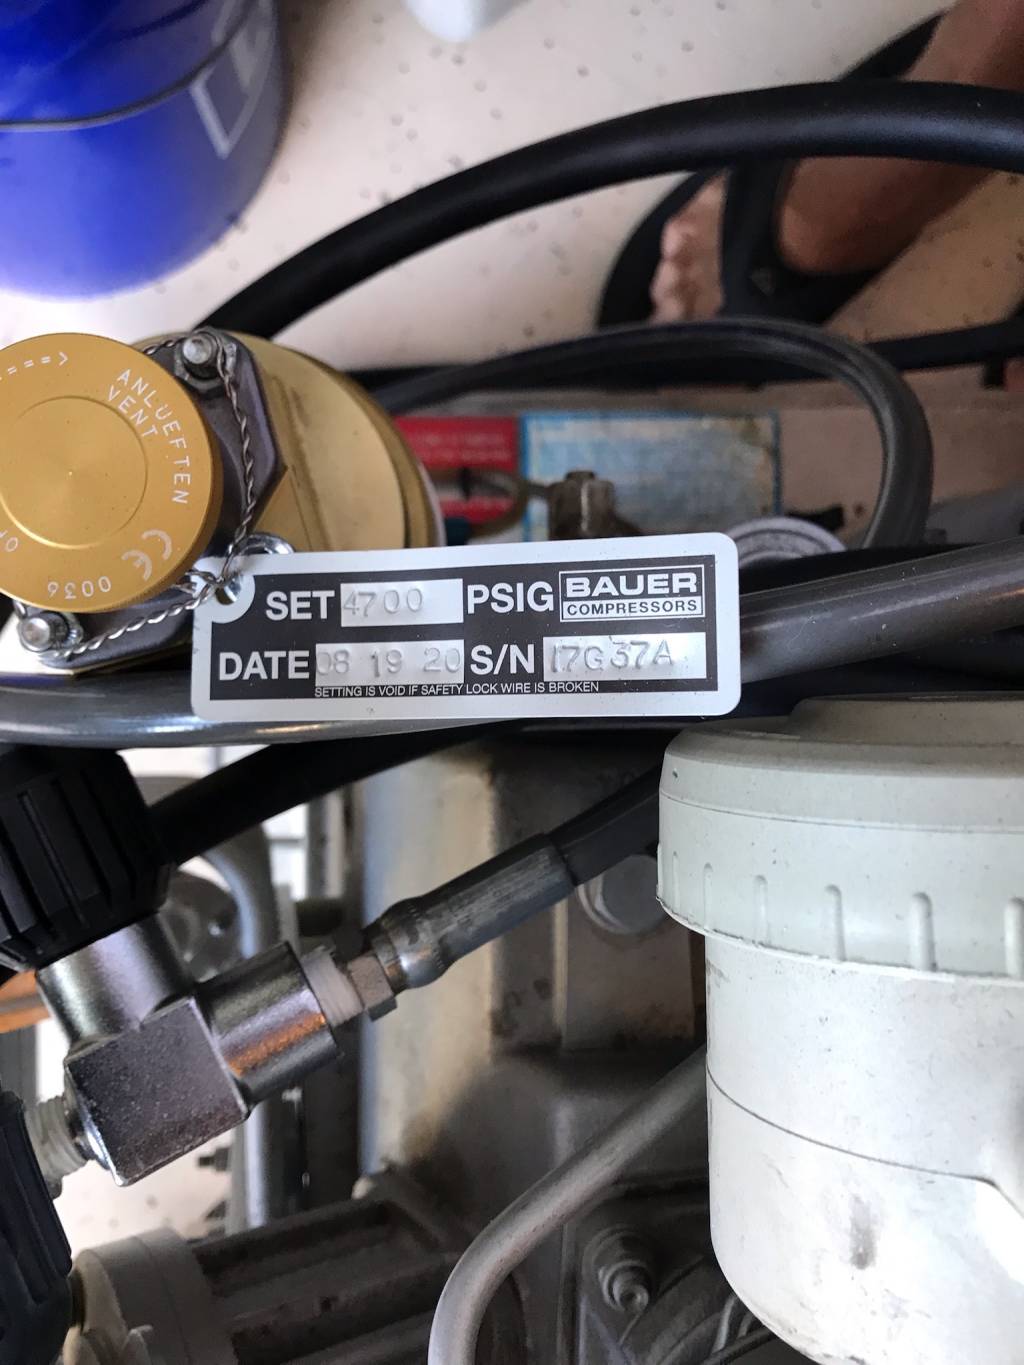 ====>
ANLUEFTEN
VENT
CE
0036
SET 4700 PSIG BAUER
COMPRESSORS
DATE 08 19 20 S/N 17G37A
SETTING IS VOID IF SAFETY LOCK WIRE IS BROKEN